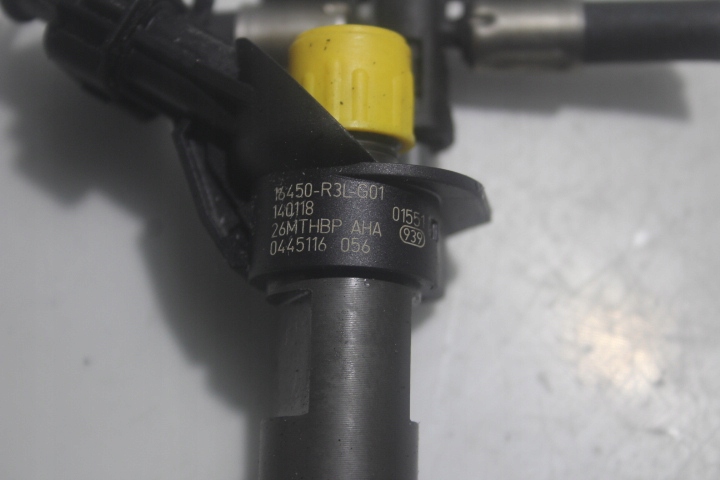 16450-R3L-G01
140118 01551
26MTHBP AHA 939
0445116 056